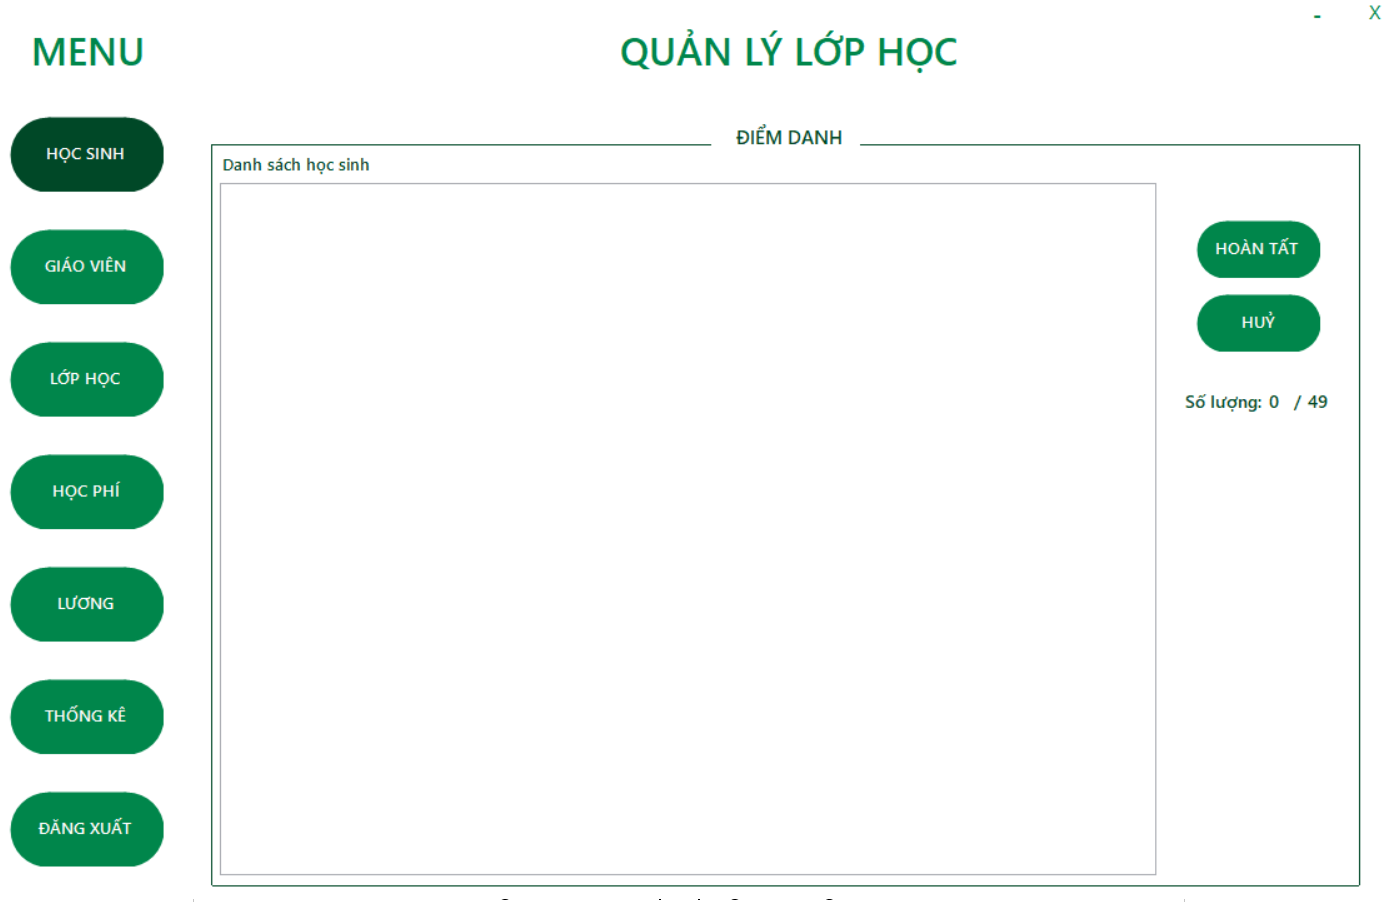 -
X
MENU
QUẢN LÝ LỚP HỌC
HỌC SINH
GIÁO VIÊN
LỚP HỌC
HỌC PHÍ
LƯƠNG
THỐNG KÊ
ĐĂNG XUẤT
ĐIỂM DANH
Danh sách học sinh
HOÀN TẤT
HUỶ
Số lượng: 0 / 49